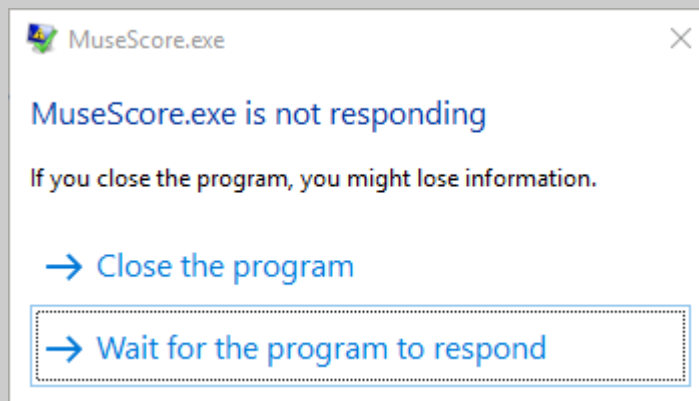 MuseScore.exe
MuseScore.exe is not responding
If you close the program, you might lose information.
→ Close the program
→ Wait for the program to respond